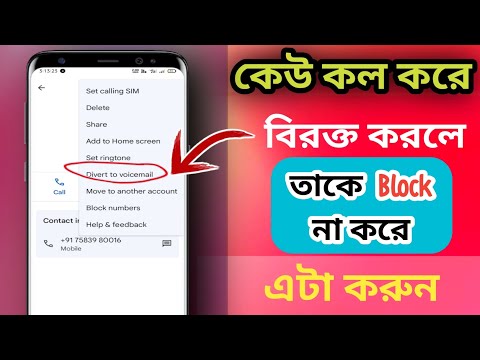 3:13:25
Set calling SIM
Delete
Share
Add to Home screen
Set ringtone
Divert to voicemail
Move to another account
Block numbers
Help & feedback
Call
Contact in
+91 75839 80016
Mobile
কেউ কল করে
বিরক্ত করলে
তাকে Block
না করে
এটা করুন